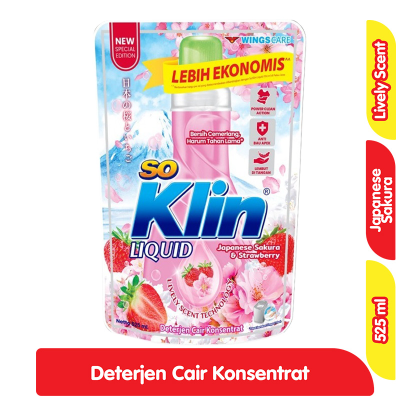 NEW
SPECIAL
EDITION
WINGS CARE
LEBIH EKONOMIS
POWER CLEAN
ACTION
ANTI
BAU APEK
LEMBUT
DI TANGAN
Bersih Cemerlang,
Harum Tahan Lama*
SO
Klin
®
LIQUID
Japanese Sakura
& Strawberry
LIVELY SCENT TECHNOLOGY
Deterjen Cair Konsentrat
Lively Scent
Japanese
Sakura
525 ml
Deterjen Cair Konsentrat